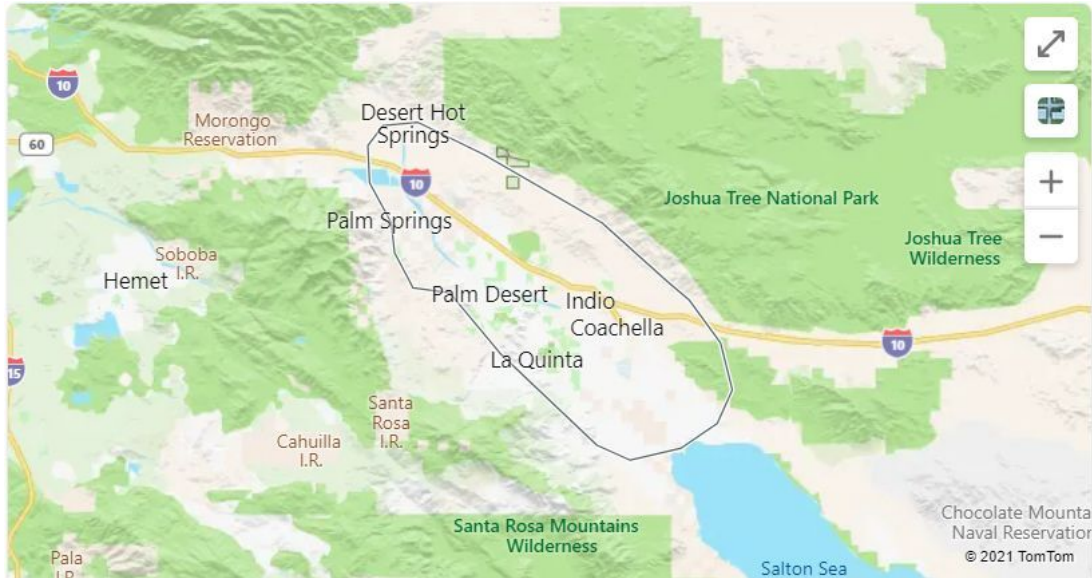 10
60
Morongo
Reservation
Desert Hot
Springs
10
Joshua Tree National Park
Palm Springs
Joshua Tree
Wilderness
Soboba
I.R.
Hemet
Palm Desert
Indio
Coachella
10
La Quinta
15
Santa
Rosa
I.R.
Cahuilla
I.R.
Santa Rosa Mountains
Wilderness
Chocolate Mounta
Naval Reservation
© 2021 TomTom
Pala
I.R.
Salton Sea